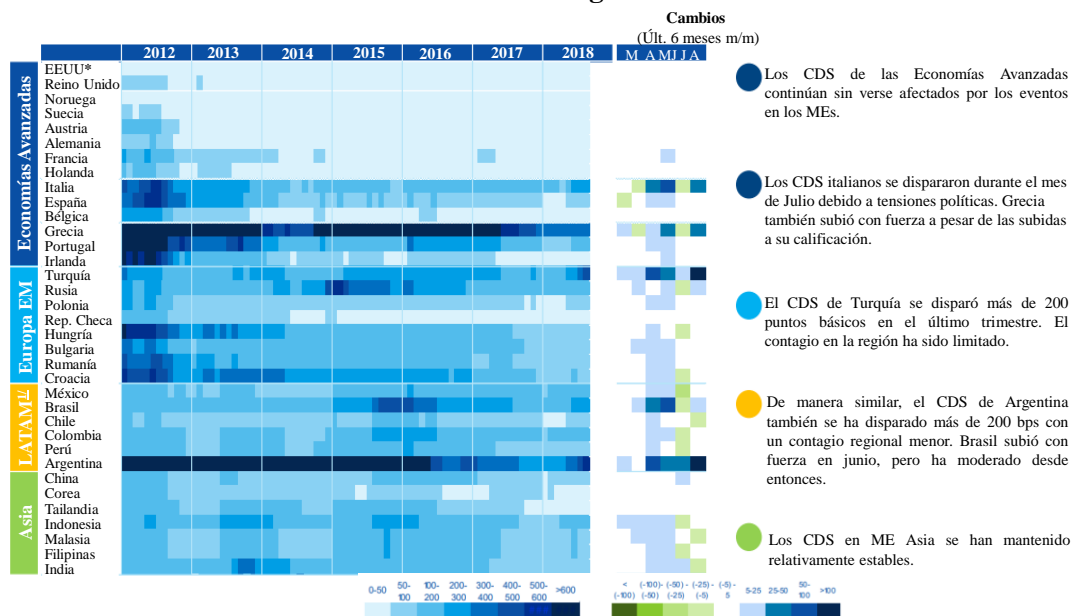 Cambios
(Últ. 6 meses m/m)
2012 2013 2014 2015 2016 2017 2018 M A MJ J A
Economías Avanzadas
EEUU*
Reino Unido
Noruega
Suecia
Austria
Alemania
Francia
Holanda
Italia
España
Bélgica
Grecia
Portugal
Irlanda
Europa EM
Turquía
Rusia
Polonia
Rep. Checa
Hungría
Bulgaria
Rumanía
Croacia
LATAM1/
México
Brasil
Chile
Colombia
Perú
Argentina
Asia
China
Corea
Tailandia
Indonesia
Malasia
Filipinas
India
Los CDS de las Economías Avanzadas
continúan sin verse afectados por los eventos
en los MEs.
Los CDS italianos se dispararon durante el mes
de Julio debido a tensiones políticas. Grecia
también subió con fuerza a pesar de las subidas
a su calificación.
El CDS de Turquía se disparó más de 200
puntos básicos en el último trimestre. El
contagio en la región ha sido limitado.
De manera similar, el CDS de Argentina
también se ha disparado más de 200 bps con
un contagio regional menor. Brasil subió con
fuerza en junio, pero ha moderado desde
entonces.
Los CDS en ME Asia se han mantenido
relativamente estables.
0-50 50-100 100-200 200-300 300-400 400-500 500-600 >600
< (-100) (-100)-(-50) (-50)-(-25) (-25)-(-5) (-5)-5 5-25 25-50 50-100 >100